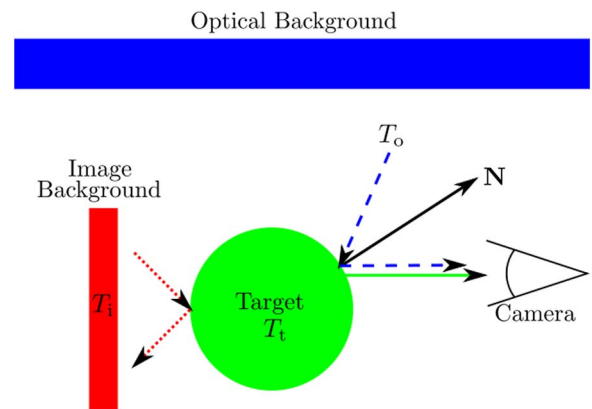 Optical Background
T_o
Image
Background
N
T_i
Target
T_t
Camera